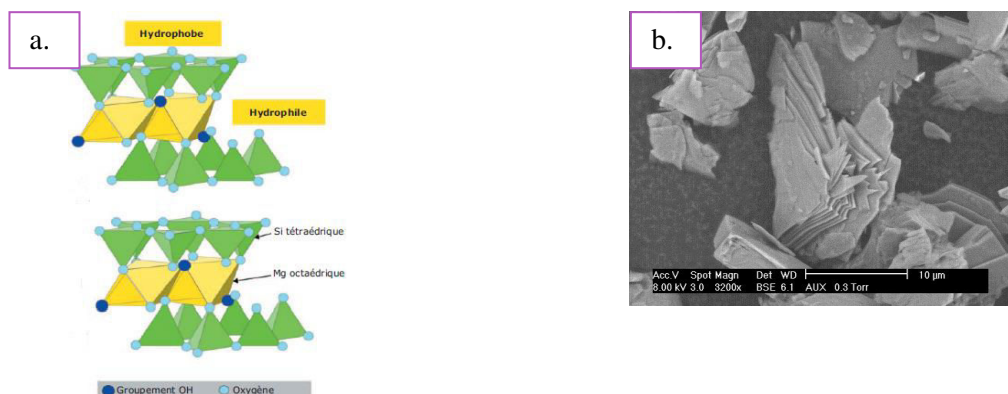 a.
Hydrophobe
Hydrophile
Si tétraédrique
Mg octaédrique
Groupement OH Oxygène
b.
Acc.V Spot Magn Det WD 10 µm
8.00 kV 3.0 3200x BSE 6.1 AUX 0.3 Torr